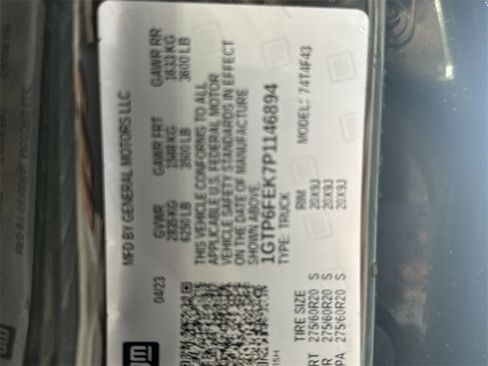 MFD BY GENERAL MOTORS LLC
04/23 GVWR GAWR FRT GAWR RR
2835 KG 1588 KG 1633 KG
6250 LB 3500 LB 3600 LB
THIS VEHICLE CONFORMS TO ALL
APPLICABLE U.S. FEDERAL MOTOR
VEHICLE SAFETY STANDARDS IN EFFECT
ON THE DATE OF MANUFACTURE
SHOWN ABOVE.
1GTP6FEK7P1146894
TYPE: TRUCK MODEL: 74T4F43
TIRE SIZE RIM
RT 275/60R20 S 20X9J
R 275/60R20 S 20X9J
PA 275/60R20 S 20X9J
gm